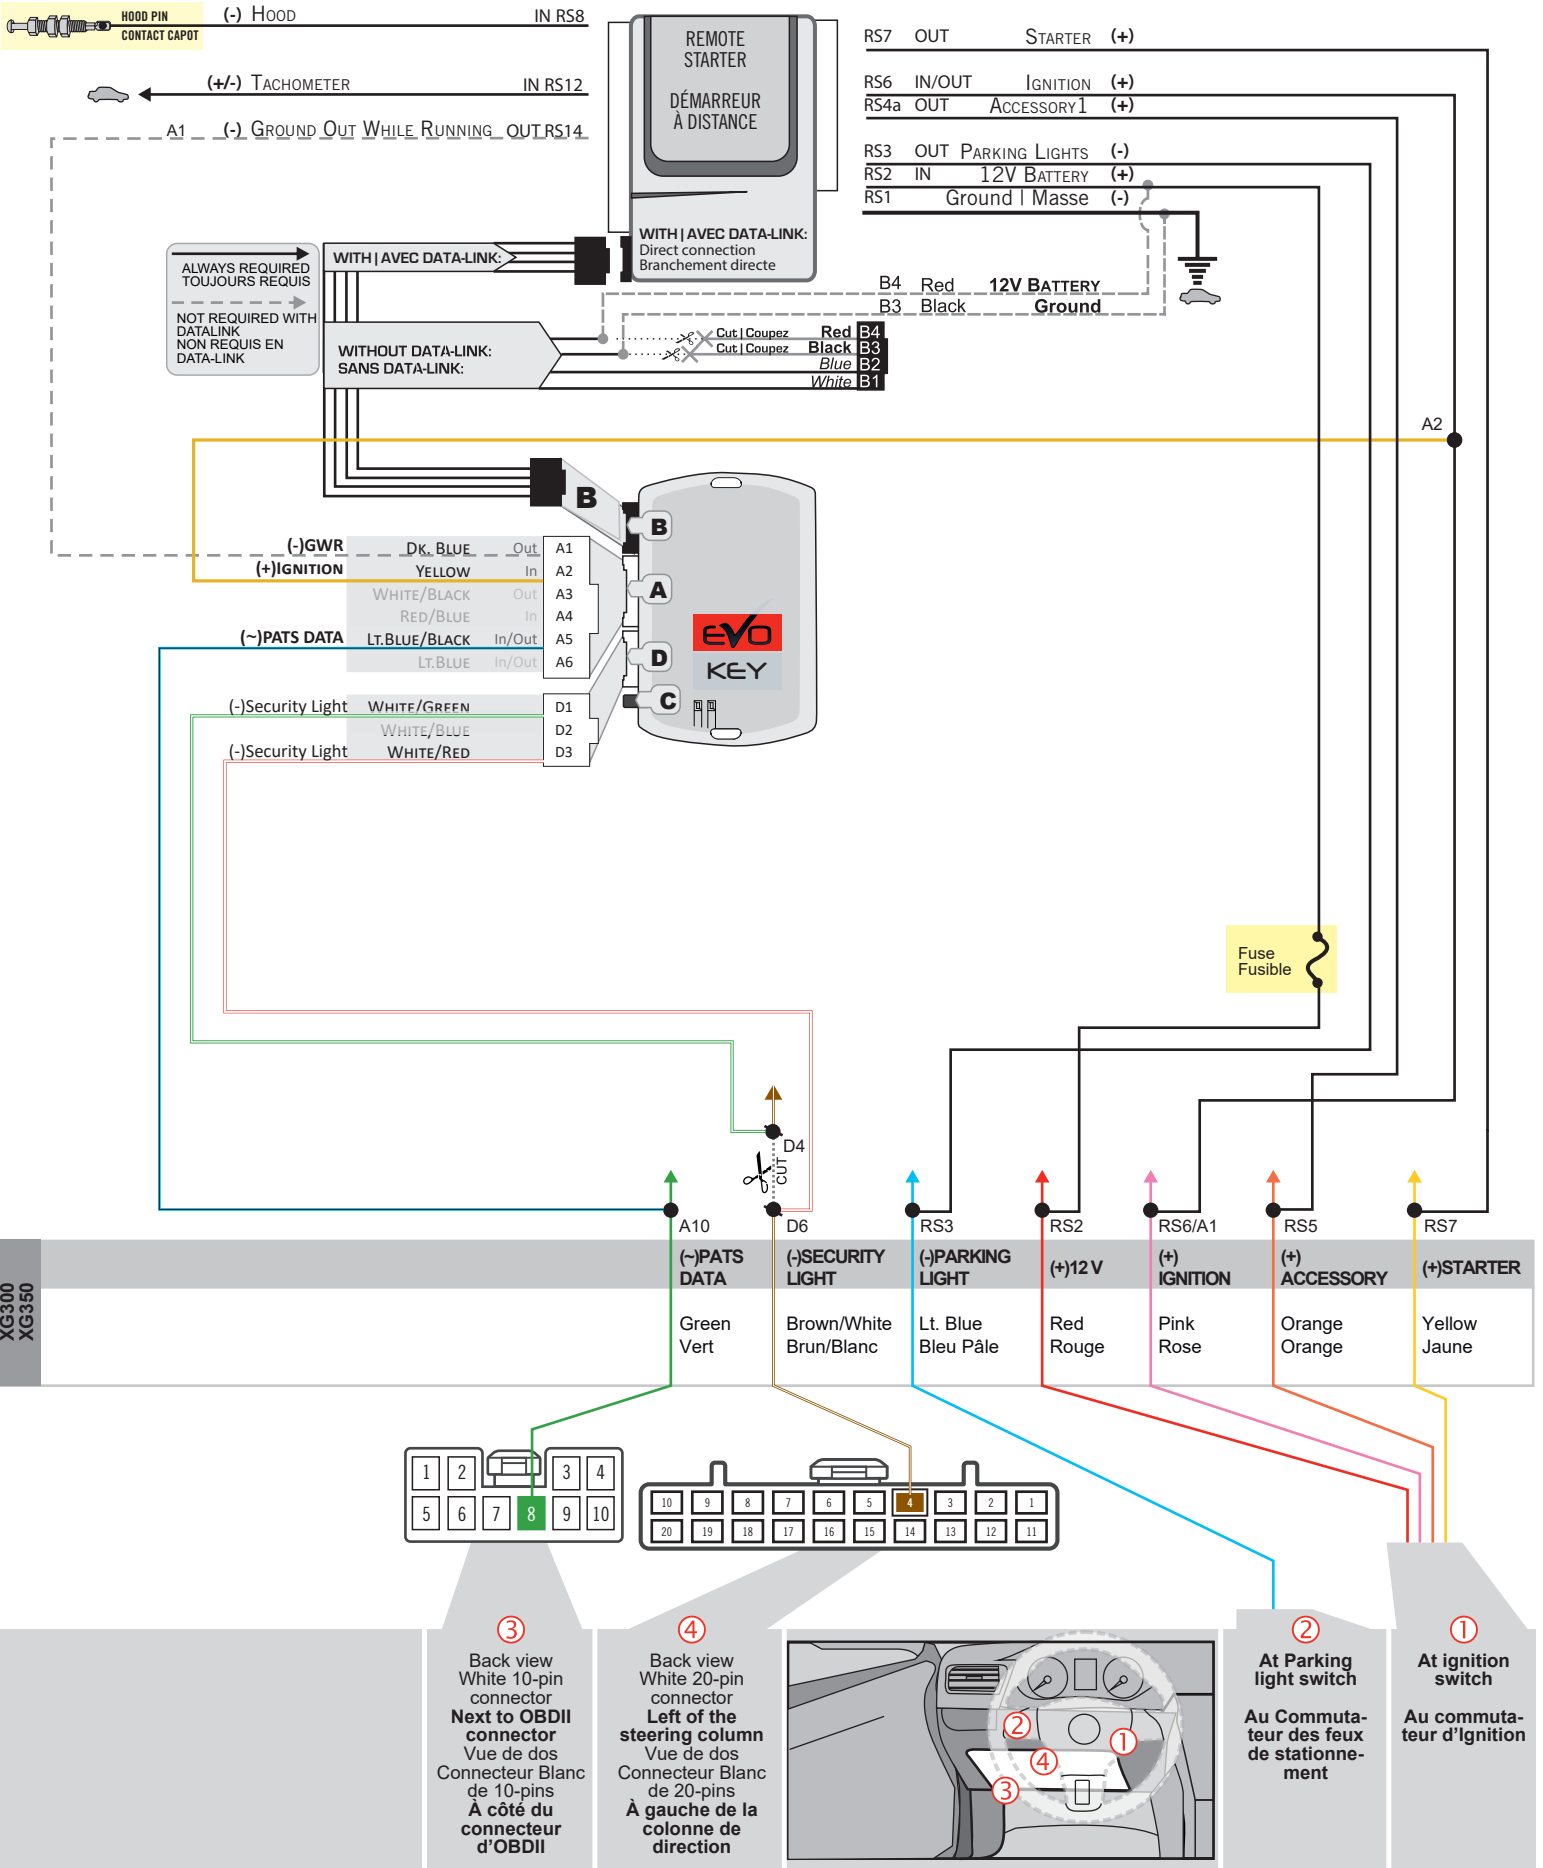 HOOD PIN
CONTACT CAPOT
(-) HOOD IN RS8
(+/-) TACHOMETER IN RS12
A1 (-) GROUND OUT WHILE RUNNING OUT RS14
REMOTE
STARTER
DÉMARREUR
À DISTANCE
WITH | AVEC DATA-LINK:
Direct connection
Branchement directe
RS7 OUT STARTER (+)
RS6 IN/OUT IGNITION (+)
RS4a OUT ACCESSORY1 (+)
RS3 OUT PARKING LIGHTS (-)
RS2 IN 12V BATTERY (+)
RS1 Ground | Masse (-)
ALWAYS REQUIRED
TOUJOURS REQUIS
NOT REQUIRED WITH
DATALINK
NON REQUIS EN
DATA-LINK
WITH | AVEC DATA-LINK:
B4 Red 12V BATTERY
B3 Black Ground
WITHOUT DATA-LINK:
SANS DATA-LINK:
Cut | Coupez Red B4
Cut | Coupez Black B3
Blue B2
White B1
A2
B
B
A
D
C
EVO
KEY
(-)GWR DK. BLUE Out A1
(+)IGNITION YELLOW In A2
WHITE/BLACK Out A3
RED/BLUE In A4
(~)PATS DATA LT.BLUE/BLACK In/Out A5
LT.BLUE In/Out A6
(-)Security Light WHITE/GREEN D1
WHITE/BLUE D2
(-)Security Light WHITE/RED D3
Fuse
Fusible
D4
CUT
A10 D6 RS3 RS2 RS6/A1 RS5 RS7
XG300
XG350
(~)PATS
DATA
(-)SECURITY
LIGHT
(-)PARKING
LIGHT
(+)12 V
(+)
IGNITION
(+)
ACCESSORY
(+)STARTER
Green
Vert
Brown/White
Brun/Blanc
Lt. Blue
Bleu Pâle
Red
Rouge
Pink
Rose
Orange
Orange
Yellow
Jaune
1 2 3 4
5 6 7 8 9 10
10 9 8 7 6 5 4 3 2 1
20 19 18 17 16 15 14 13 12 11
3
Back view
White 10-pin
connector
Next to OBDII
connector
Vue de dos
Connecteur Blanc
de 10-pins
À côté du
connecteur
d'OBDII
4
Back view
White 20-pin
connector
Left of the
steering column
Vue de dos
Connecteur Blanc
de 20-pins
À gauche de la
colonne de
direction
2
1
4
3
2
At Parking
light switch
Au Commuta-
teur des feux
de stationne-
ment
1
At ignition
switch
Au commuta-
teur d'Ignition